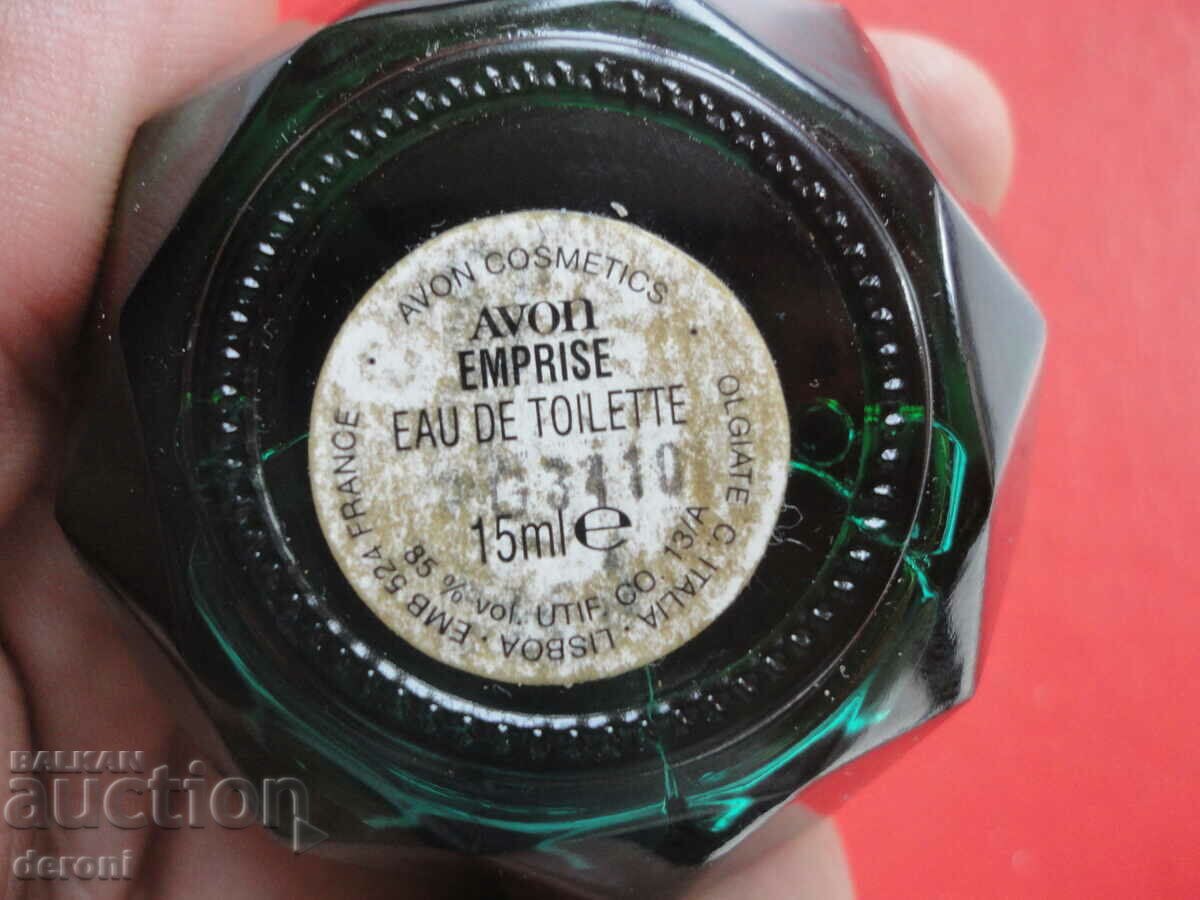 AVON COSMETICS
AVON
EMPRISE
EAU DE TOILETTE
G3110
15ml e
85 % vol. UTIF. CO. 13/A
EMB 524 FRANCE · LISBOA · OLGIATE C. ITALIA
BALKAN
auction
deroni